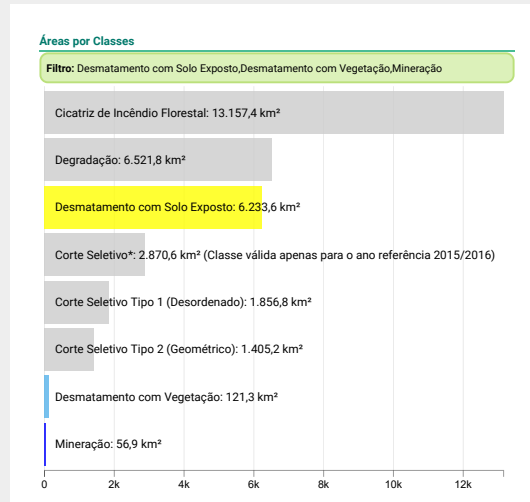 Áreas por Classes
Filtro: Desmatamento com Solo Exposto,Desmatamento com Vegetação,Mineração
Cicatriz de Incêndio Florestal: 13.157,4 km²
Degradação: 6.521,8 km²
Desmatamento com Solo Exposto: 6.233,6 km²
Corte Seletivo*: 2.870,6 km² (Classe válida apenas para o ano referência 2015/2016)
Corte Seletivo Tipo 1 (Desordenado): 1.856,8 km²
Corte Seletivo Tipo 2 (Geométrico): 1.405,2 km²
Desmatamento com Vegetação: 121,3 km²
Mineração: 56,9 km²
0 2k 4k 6k 8k 10k 12k